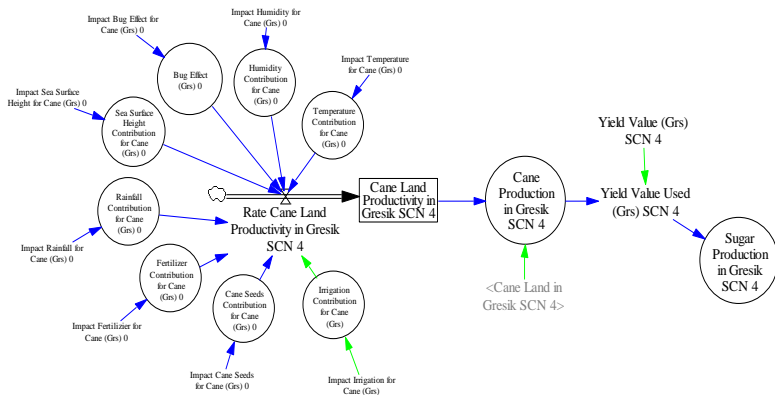 Impact Bug Effect for
Cane (Grs) 0
Impact Humidity for
Cane (Grs) 0
Impact Sea Surface
Height for Cane (Grs) 0
Bug Effect
(Grs) 0
Humidity
Contribution
for Cane
(Grs) 0
Impact Temperature
for Cane (Grs) 0
Sea Surface
Height
Contribution
for Cane
(Grs) 0
Temperature
Contribution
for Cane
(Grs) 0
Yield Value (Grs)
SCN 4
Rainfall
Contribution
for Cane
(Grs) 0
Rate Cane Land
Productivity in Gresik
SCN 4
Cane Land
Productivity in
Gresik SCN 4
Cane
Production
in Gresik
SCN 4
Yield Value Used
(Grs) SCN 4
Sugar
Production
in Gresik
SCN 4
Impact Rainfall for
Cane (Grs) 0
Fertilizer
Contribution
for Cane
(Grs) 0
Cane Seeds
Contribution
for Cane
(Grs) 0
Irrigation
Contribution
for Cane
(Grs)
<Cane Land in
Gresik SCN 4>
Impact Fertilizier for
Cane (Grs) 0
Impact Cane Seeds
for Cane (Grs) 0
Impact Irrigation for
Cane (Grs)